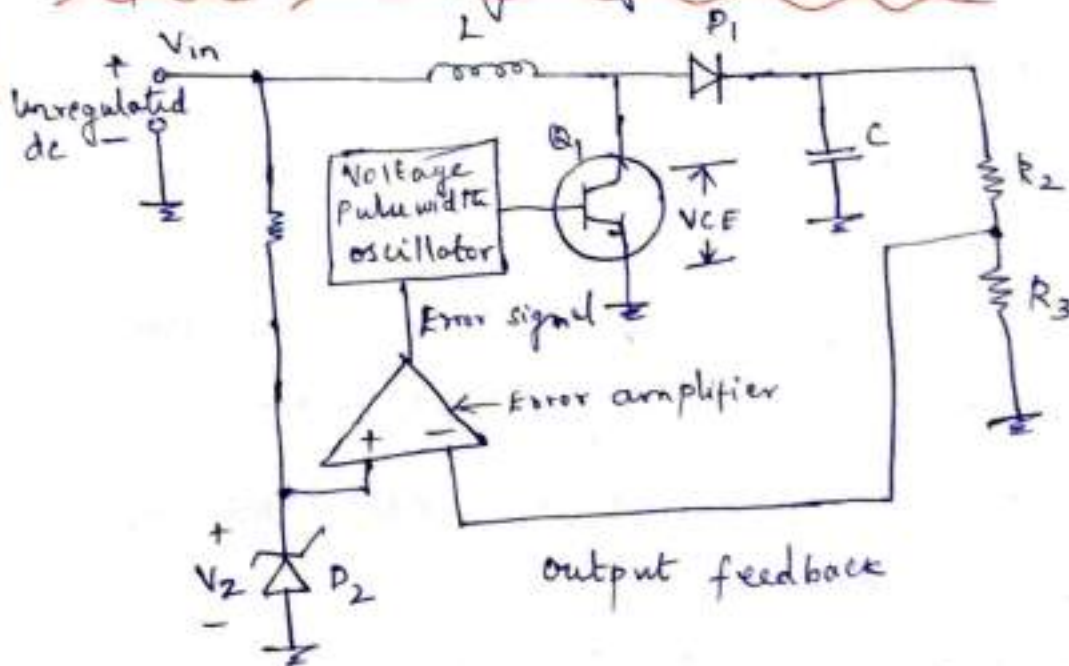 L
D1
Vin
+
Unregulated
dc -
Q1
Voltage
Pulse width
oscillator
VCE
C
R2
R3
Error signal
Error amplifier
+ -
+
VZ D2
-
output feedback